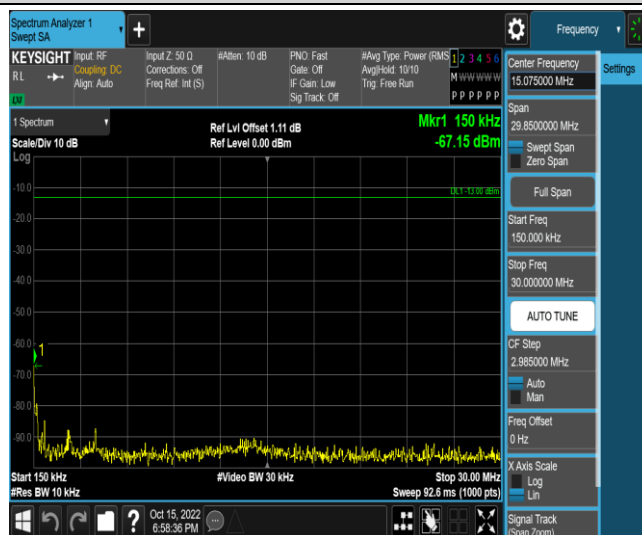 Spectrum Analyzer 1
Swept SA
+
Frequency
KEYSIGHT
RL
LNI
Input: RF
Coupling: DC
Align: Auto
Input Z: 50 Ω
Corrections: Off
Freq Ref: Int (S)
#Atten: 10 dB
PNO: Fast
Gate: Off
IF Gain: Low
Sig Track: Off
#Avg Type: Power (RMS
Avg|Hold: 10/10
Trig: Free Run
1 2 3 4 5 6
M W W W W W
P P P P P P
1 Spectrum
Scale/Div 10 dB
Log
Ref Lvl Offset 1.11 dB
Ref Level 0.00 dBm
Mkr1 150 kHz
-67.15 dBm
DL1 -13.00 dBm
-10.0
-20.0
-30.0
-40.0
-50.0
-60.0
1
-70.0
-80.0
-90.0
Start 150 kHz
#Res BW 10 kHz
#Video BW 30 kHz
Stop 30.00 MHz
Sweep 92.6 ms (1000 pts)
?
Oct 15, 2022
6:58:36 PM
Center Frequency
15.075000 MHz
Settings
Span
29.8500000 MHz
Swept Span
Zero Span
Full Span
Start Freq
150.000 kHz
Stop Freq
30.000000 MHz
AUTO TUNE
CF Step
2.985000 MHz
Auto
Man
Freq Offset
0 Hz
X Axis Scale
Log
Lin
Signal Track
(Span Zoom)